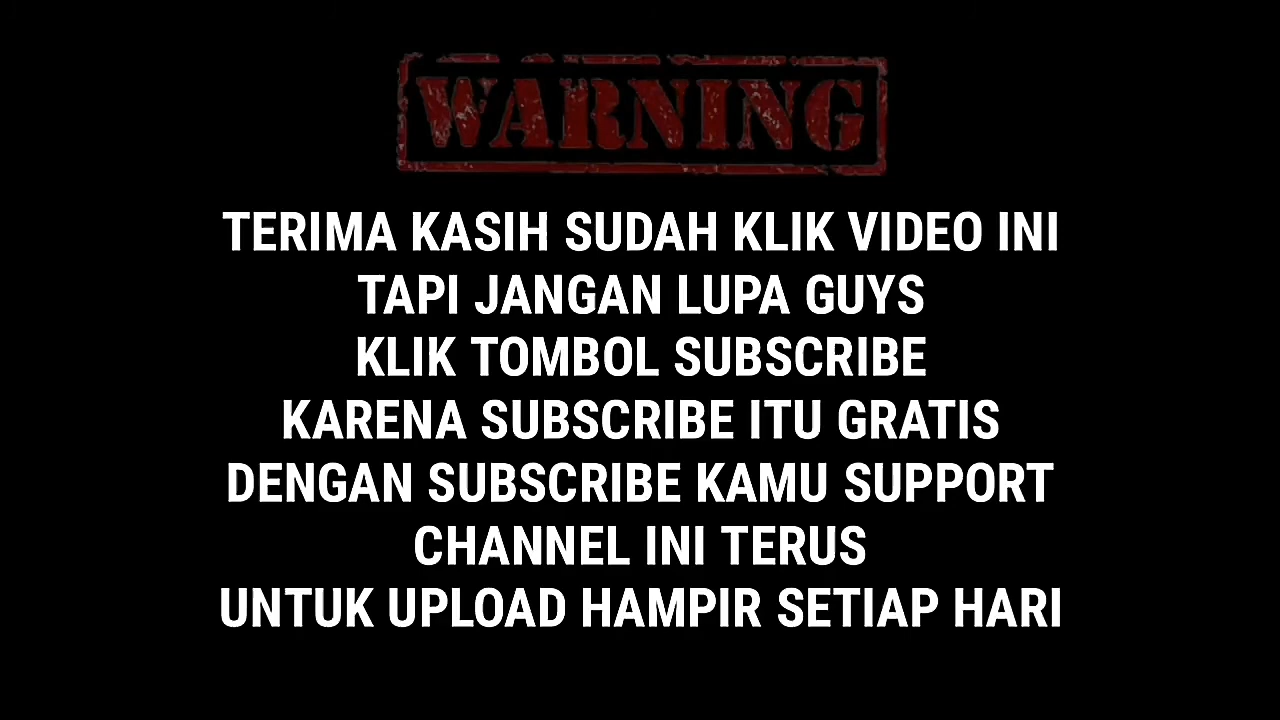 WARNING
TERIMA KASIH SUDAH KLIK VIDEO INI
TAPI JANGAN LUPA GUYS
KLIK TOMBOL SUBSCRIBE
KARENA SUBSCRIBE ITU GRATIS
DENGAN SUBSCRIBE KAMU SUPPORT
CHANNEL INI TERUS
UNTUK UPLOAD HAMPIR SETIAP HARI